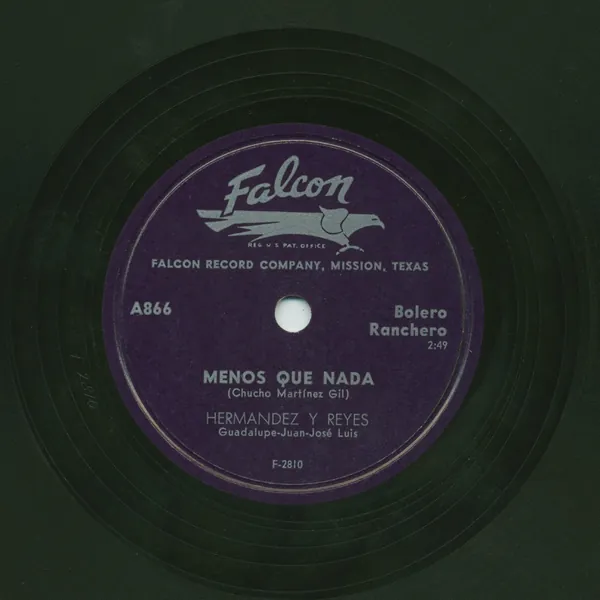 Falcon
REG. U S PAT. OFFICE
FALCON RECORD COMPANY, MISSION, TEXAS
A866
Bolero
Ranchero
2:49
MENOS QUE NADA
(Chucho Martínez Gil)
HERMANDEZ Y REYES
Guadalupe-Juan-José Luis
F-2810